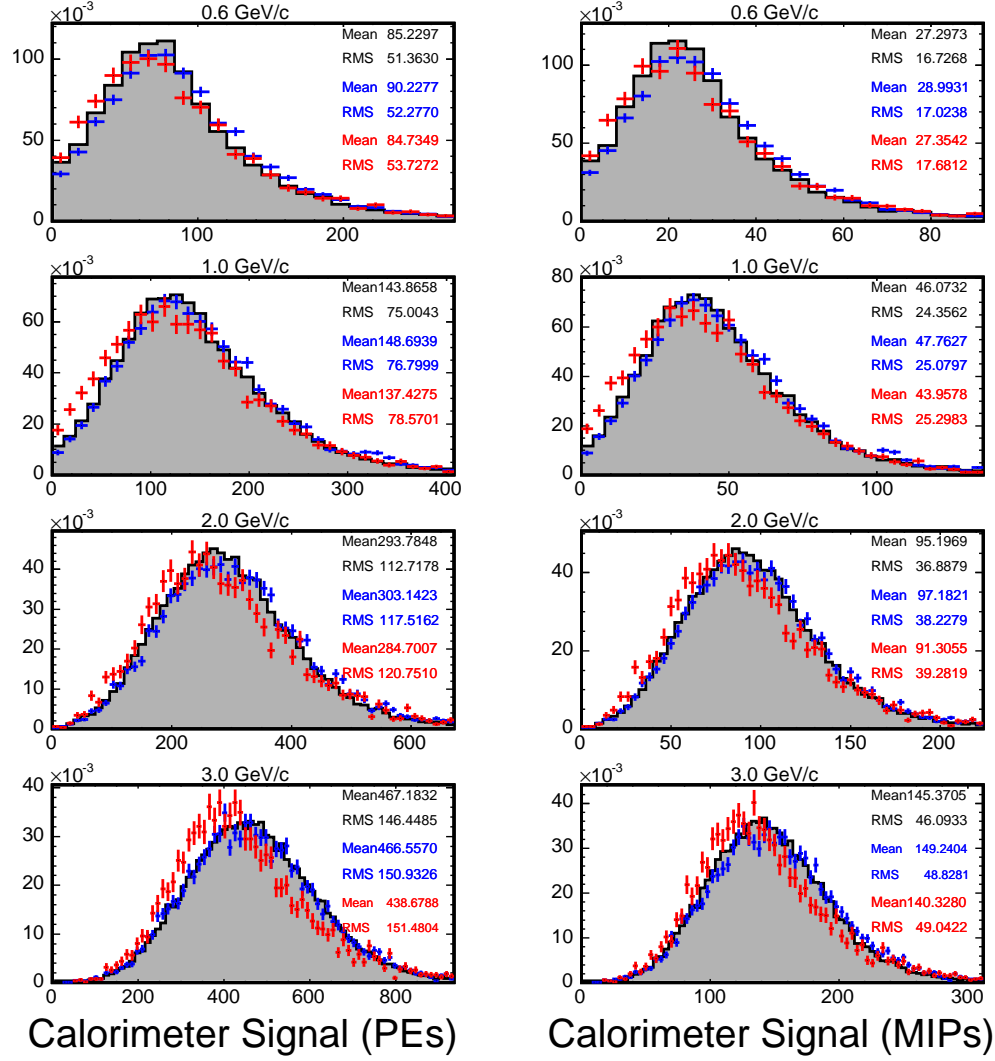 ×10⁻³ 0.6 GeV/c
Mean 85.2297
RMS 51.3630
Mean 90.2277
RMS 52.2770
Mean 84.7349
RMS 53.7272
100
50
0
0 100 200
×10⁻³ 0.6 GeV/c
Mean 27.2973
RMS 16.7268
Mean 28.9931
RMS 17.0238
Mean 27.3542
RMS 17.6812
100
50
0
0 20 40 60 80
×10⁻³ 1.0 GeV/c
Mean143.8658
RMS 75.0043
Mean148.6939
RMS 76.7999
Mean137.4275
RMS 78.5701
60
40
20
0
0 100 200 300 400
×10⁻³ 1.0 GeV/c
Mean 46.0732
RMS 24.3562
Mean 47.7627
RMS 25.0797
Mean 43.9578
RMS 25.2983
80
60
40
20
0
0 50 100
×10⁻³ 2.0 GeV/c
Mean293.7848
RMS 112.7178
Mean303.1423
RMS 117.5162
Mean284.7007
RMS 120.7510
40
20
0
0 200 400 600
×10⁻³ 2.0 GeV/c
Mean 95.1969
RMS 36.8879
Mean 97.1821
RMS 38.2279
Mean 91.3055
RMS 39.2819
40
20
0
0 50 100 150 200
×10⁻³ 3.0 GeV/c
Mean467.1832
RMS 146.4485
Mean466.5570
RMS 150.9326
Mean 438.6788
RMS 151.4804
40
30
20
10
0
200 400 600 800
×10⁻³ 3.0 GeV/c
Mean145.3705
RMS 46.0933
Mean 149.2404
RMS 48.8281
Mean140.3280
RMS 49.0422
40
30
20
10
0
0 100 200 300
Calorimeter Signal (PEs)
Calorimeter Signal (MIPs)